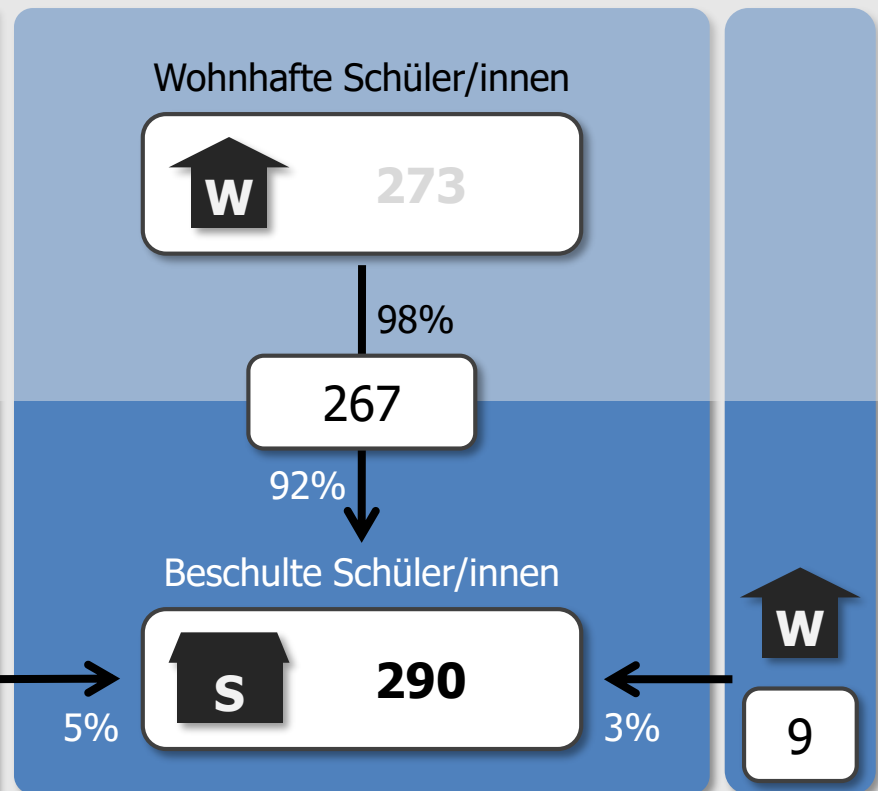 Wohnhafte Schüler/innen
W 273
98%
267
92%
Beschulte Schüler/innen
W
S 290
5%
3%
9